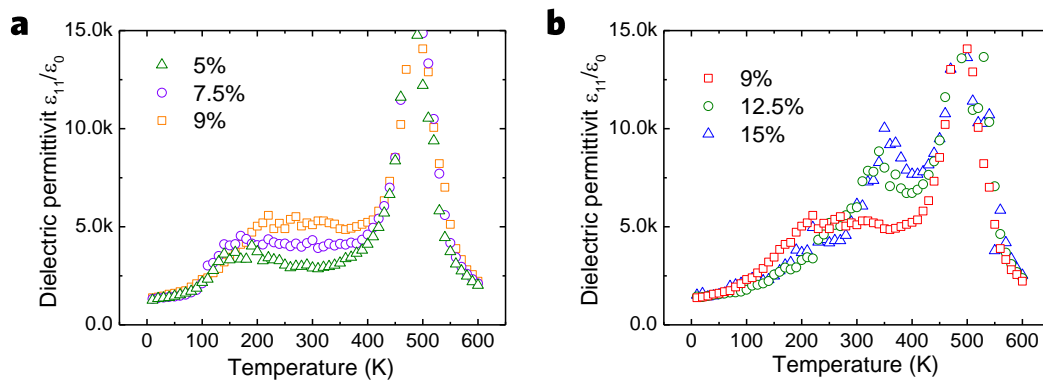 a
15.0k
10.0k
5.0k
0.0
Dielectric permittivit ε11/ε0
5%
7.5%
9%
0 100 200 300 400 500 600
Temperature (K)
b
15.0k
10.0k
5.0k
0.0
Dielectric permittivit ε11/ε0
9%
12.5%
15%
0 100 200 300 400 500 600
Temperature (K)